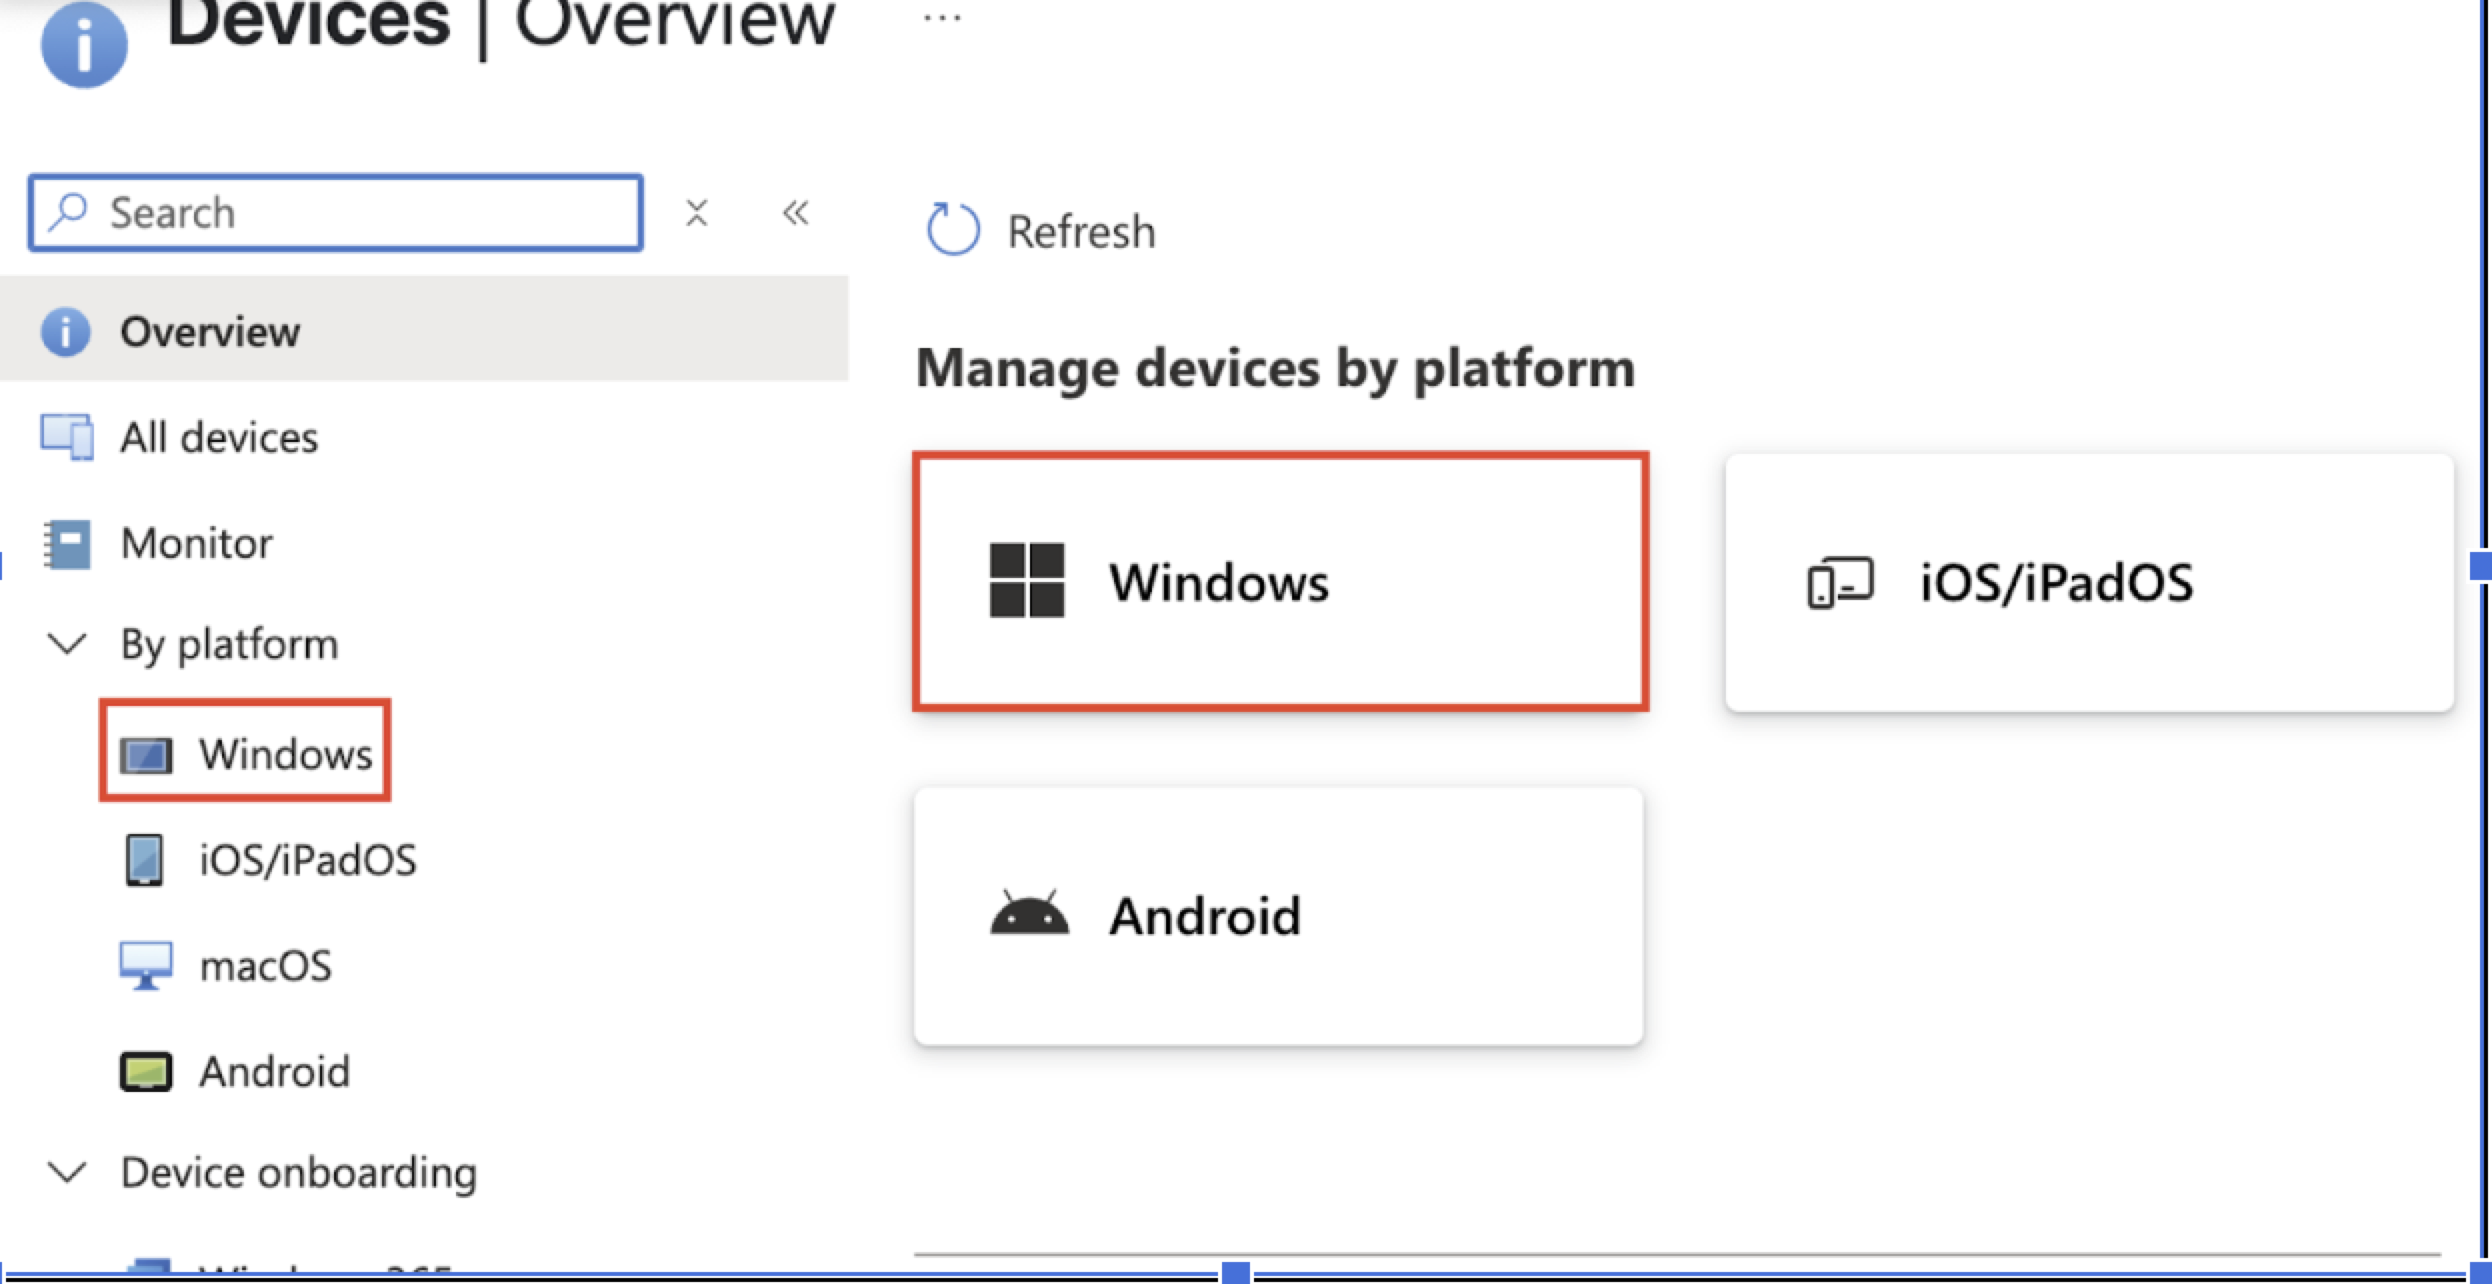 Devices | Overview
...
Search
Refresh
Overview
All devices
Monitor
By platform
Windows
iOS/iPadOS
macOS
Android
Device onboarding
Manage devices by platform
Windows
iOS/iPadOS
Android